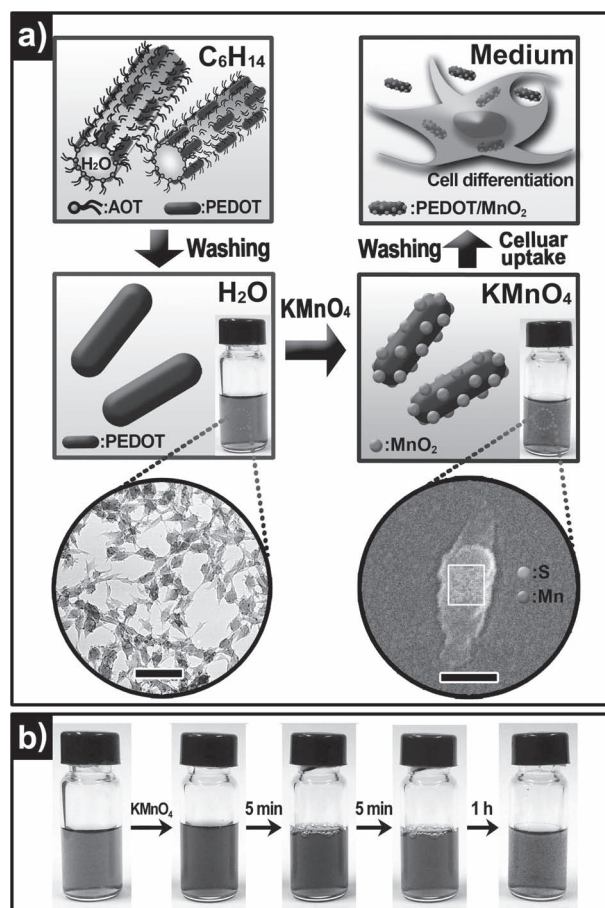 a)
C₆H₁₄
H₂O
:AOT :PEDOT
Washing
H₂O
:PEDOT
KMnO₄
Medium
Cell differentiation
:PEDOT/MnO₂
Washing
Celluar
uptake
KMnO₄
:MnO₂
:S
:Mn
b)
KMnO₄
5 min
5 min
1 h